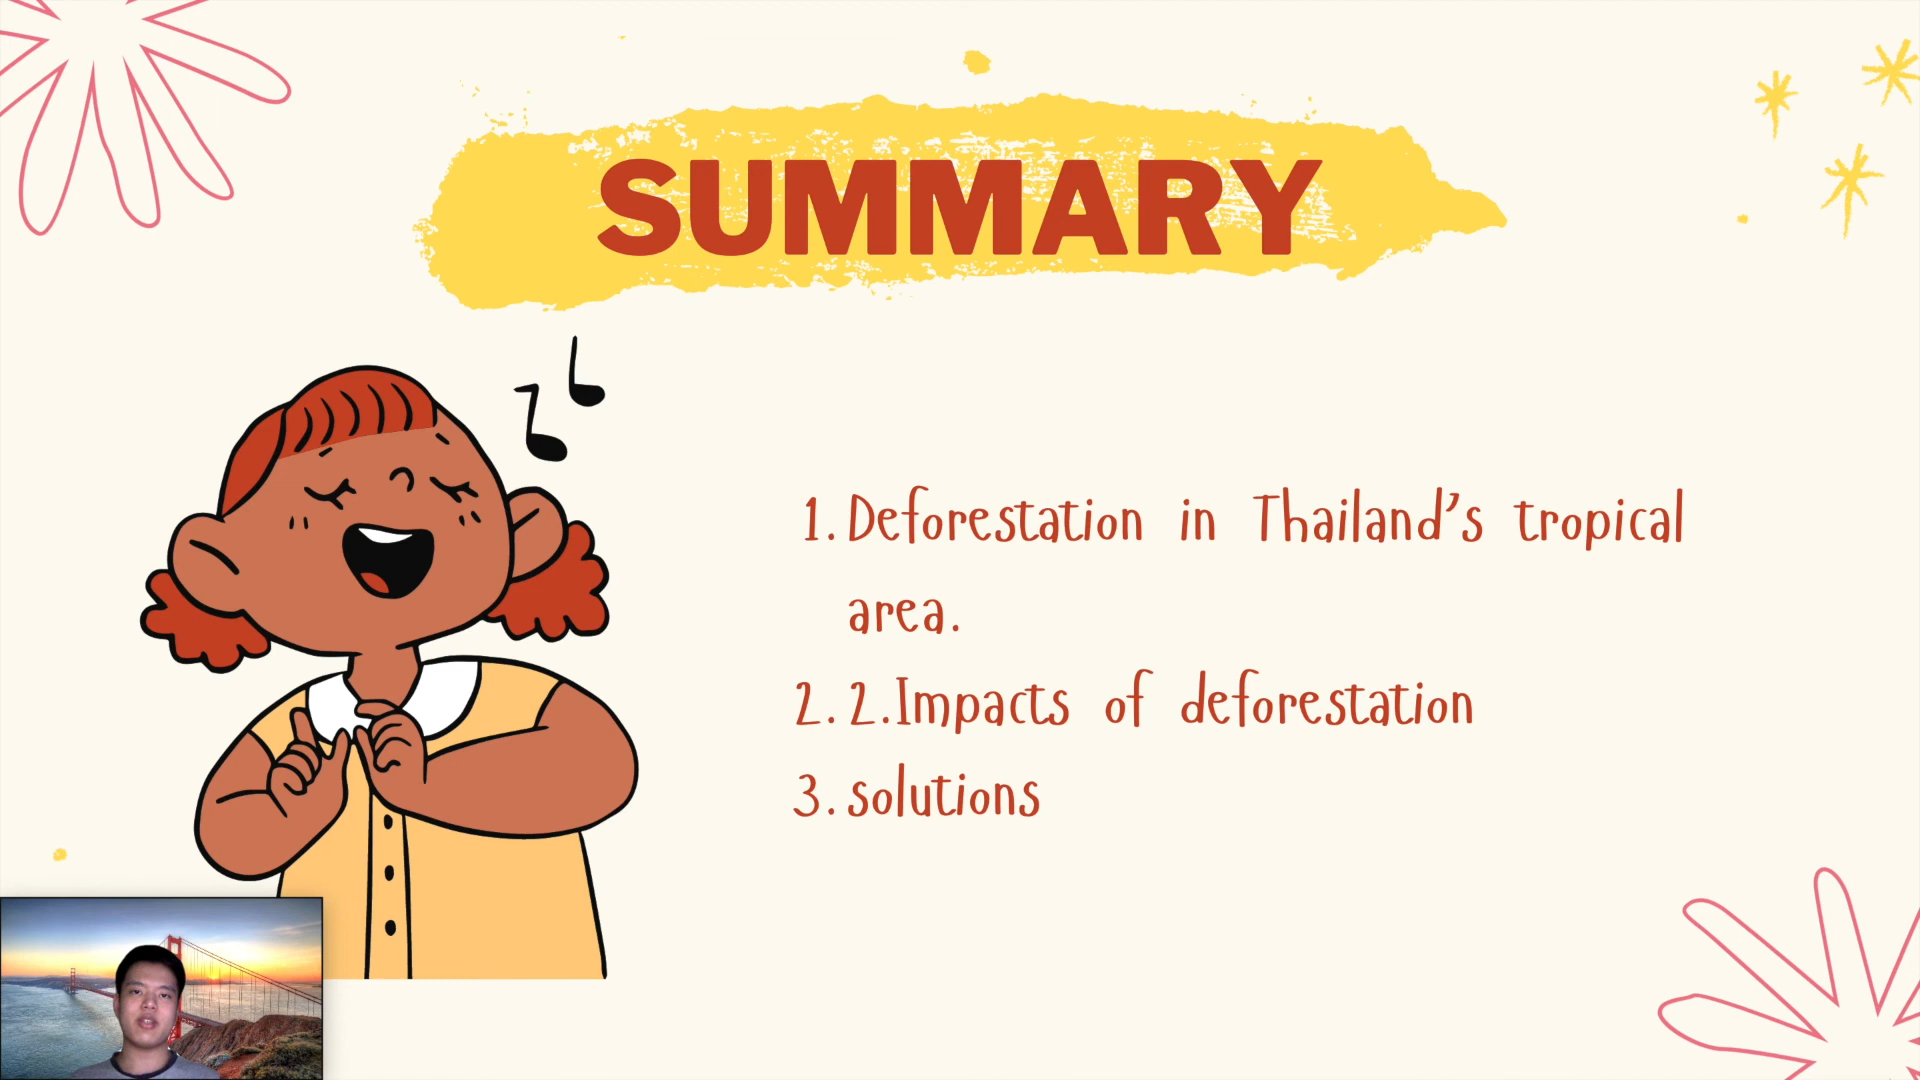 SUMMARY
1. Deforestation in Thailand's tropical
area.
2. 2.Impacts of deforestation
3. solutions